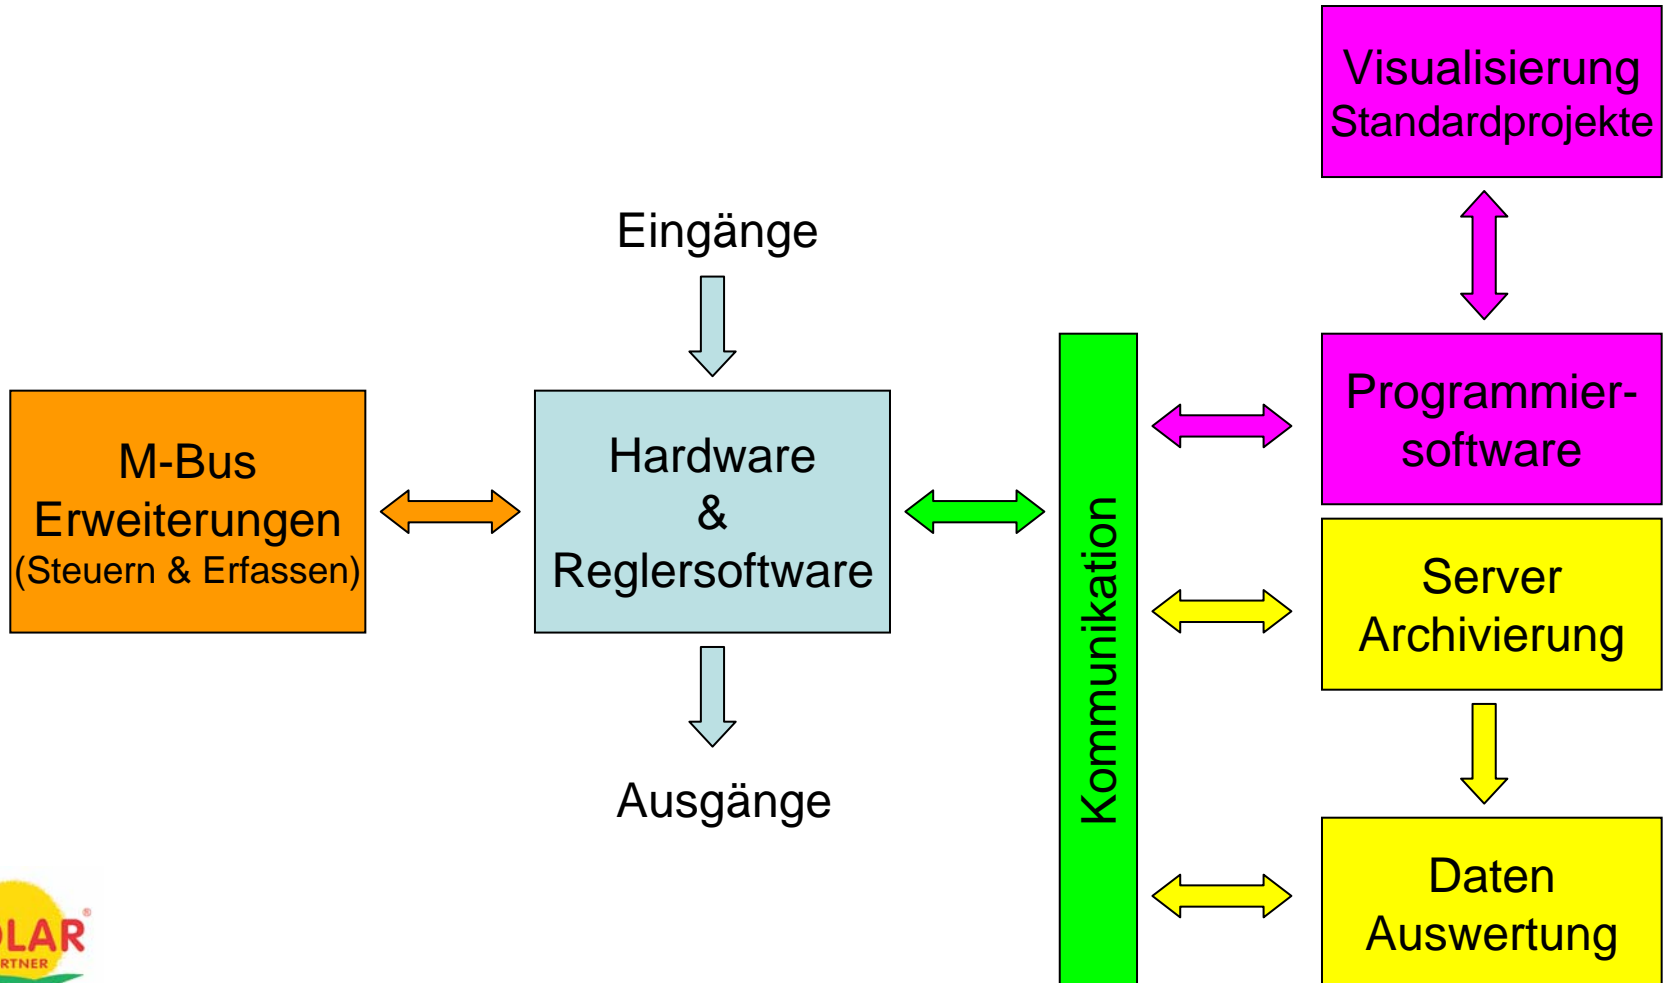 Visualisierung
Standardprojekte
Eingänge
M-Bus
Erweiterungen
(Steuern & Erfassen)
Hardware
&
Reglersoftware
Kommunikation
Programmier-
software
Server
Archivierung
Ausgänge
Daten
Auswertung